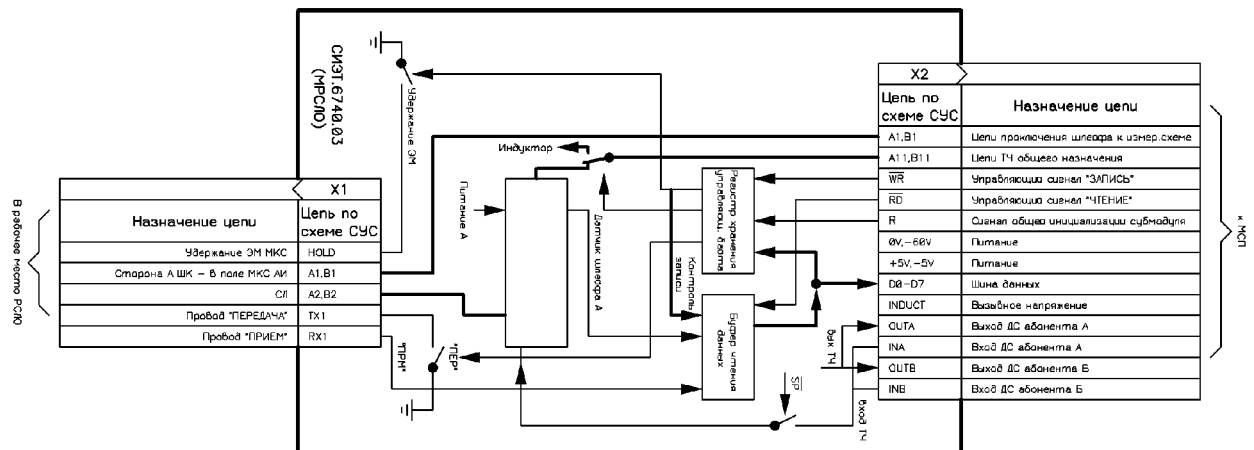 СИЭТ.6740.03
(МРСЛО)
В рабочее место РСЛО
X1
Назначение цепи
Цепь по
схеме СУС
Удержание ЭМ МКС
HOLD
Сторона А ШК – в поле МКС АИ
A1,B1
СЛ
A2,B2
Провод "ПЕРЕДАЧА"
TX1
Провод "ПРИЕМ"
RX1
Удержание ЭМ
Индуктор
Питание А
Датчик шлейфа А
Контроль
записи
Регистр хранения
управляющ. байта
Буфер чтения
данных
"ПРМ"
"ПЕР"
SP
вых ТЧ
вход ТЧ
X2
Цепь по
схеме СУС
Назначение цепи
A1,B1
Цепи проключения шлейфа к измер.схеме
A11,B11
Цепи ТЧ общего назначения
WR
Управляющий сигнал "ЗАПИСЬ"
RD
Управляющий сигнал "ЧТЕНИЕ"
R
Сигнал общей инициализации субмодуля
0V,-60V
Питание
+5V,-5V
Питание
D0-D7
Шина данных
INDUCT
Вызывное напряжение
OUTA
Выход ДС абонента А
INA
Вход ДС абонента А
OUTB
Выход ДС абонента Б
INB
Вход ДС абонента Б
к МСП